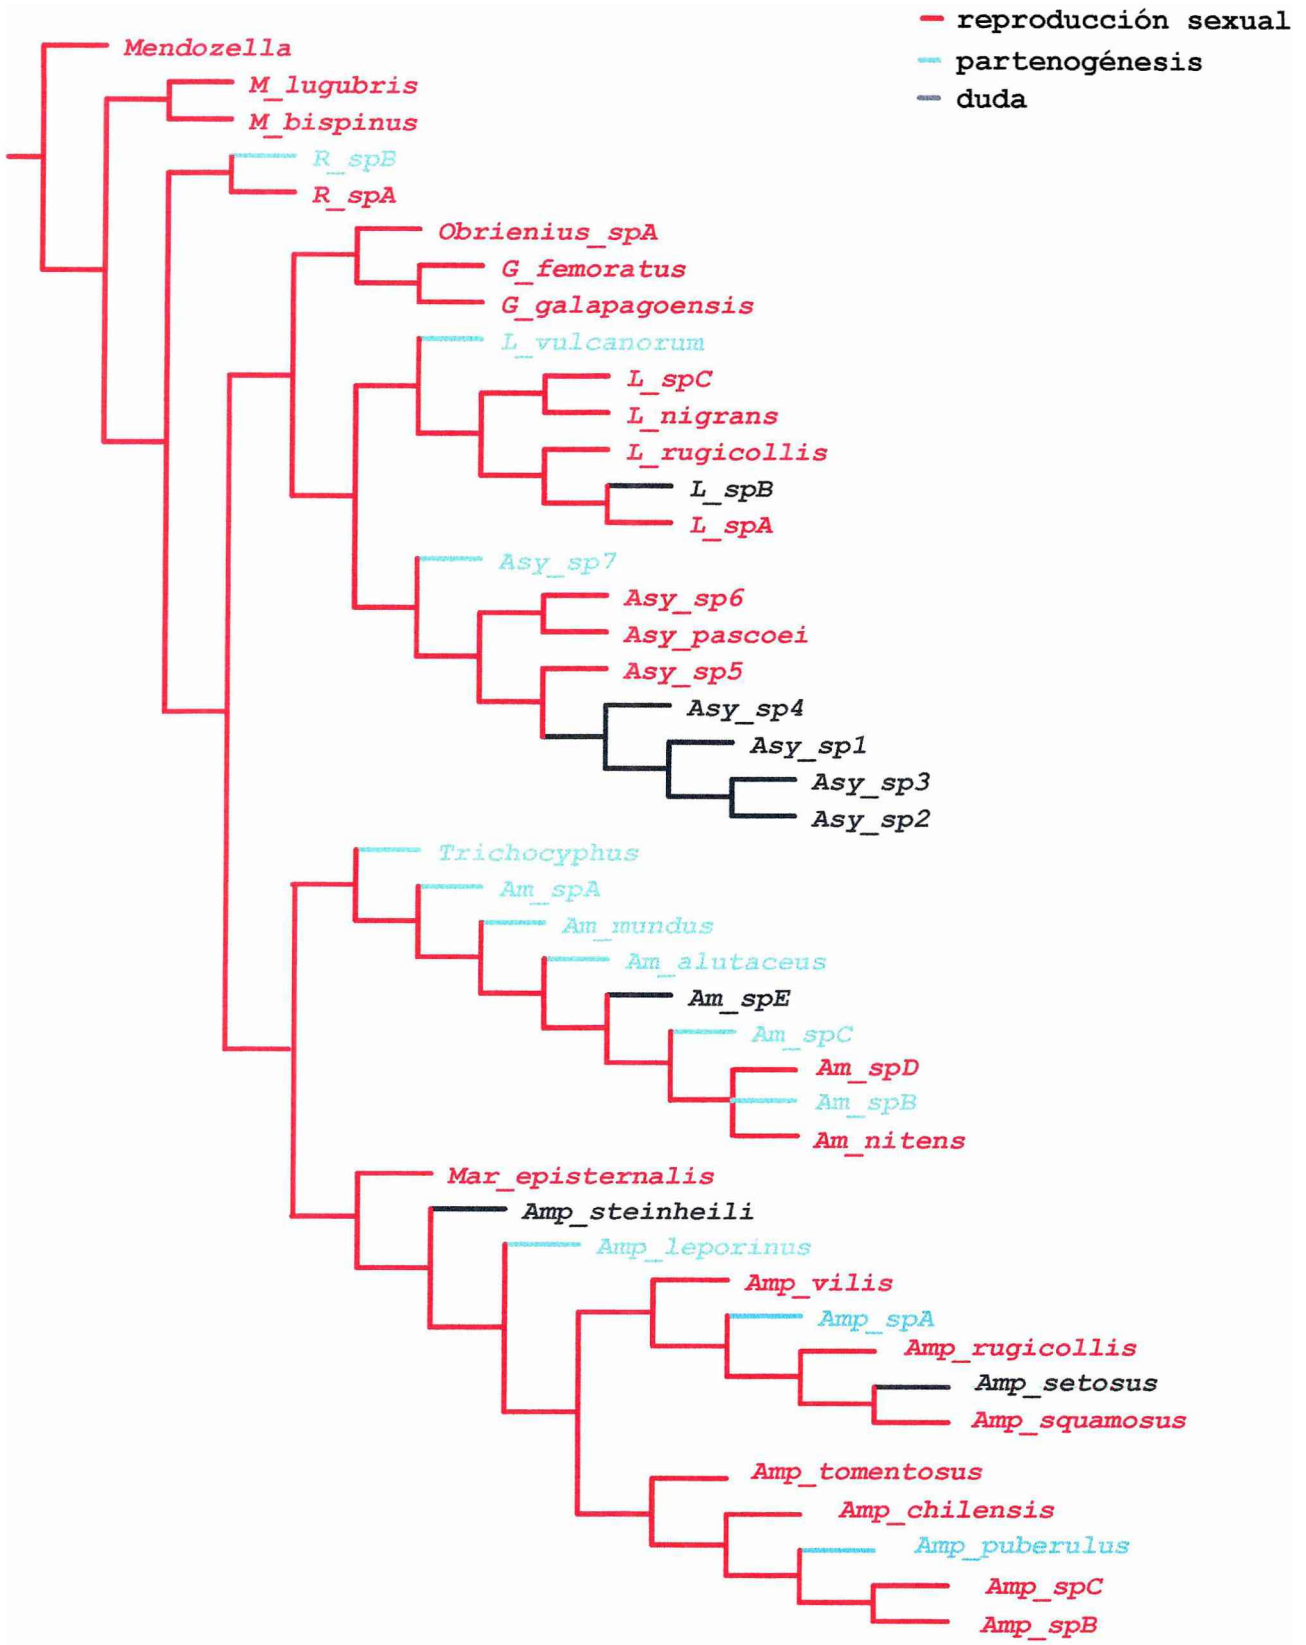 reproducción sexual
partenogénesis
duda
Mendozella
M_lugubris
M_bispinus
R_spB
R_spA
Obrienius_spA
G_femoratus
G_galapagoensis
L_vulcanorum
L_spC
L_nigrans
L_rugicollis
L_spB
L_spA
Asy_sp7
Asy_sp6
Asy_pascoei
Asy_sp5
Asy_sp4
Asy_sp1
Asy_sp3
Asy_sp2
Trichocyphus
Am_spA
Am_mundus
Am_alutaceus
Am_spE
Am_spC
Am_spD
Am_spB
Am_nitens
Mar_episternalis
Amp_steinheili
Amp_leporinus
Amp_vilis
Amp_spA
Amp_rugicollis
Amp_setosus
Amp_squamosus
Amp_tomentosus
Amp_chilensis
Amp_puberulus
Amp_spC
Amp_spB